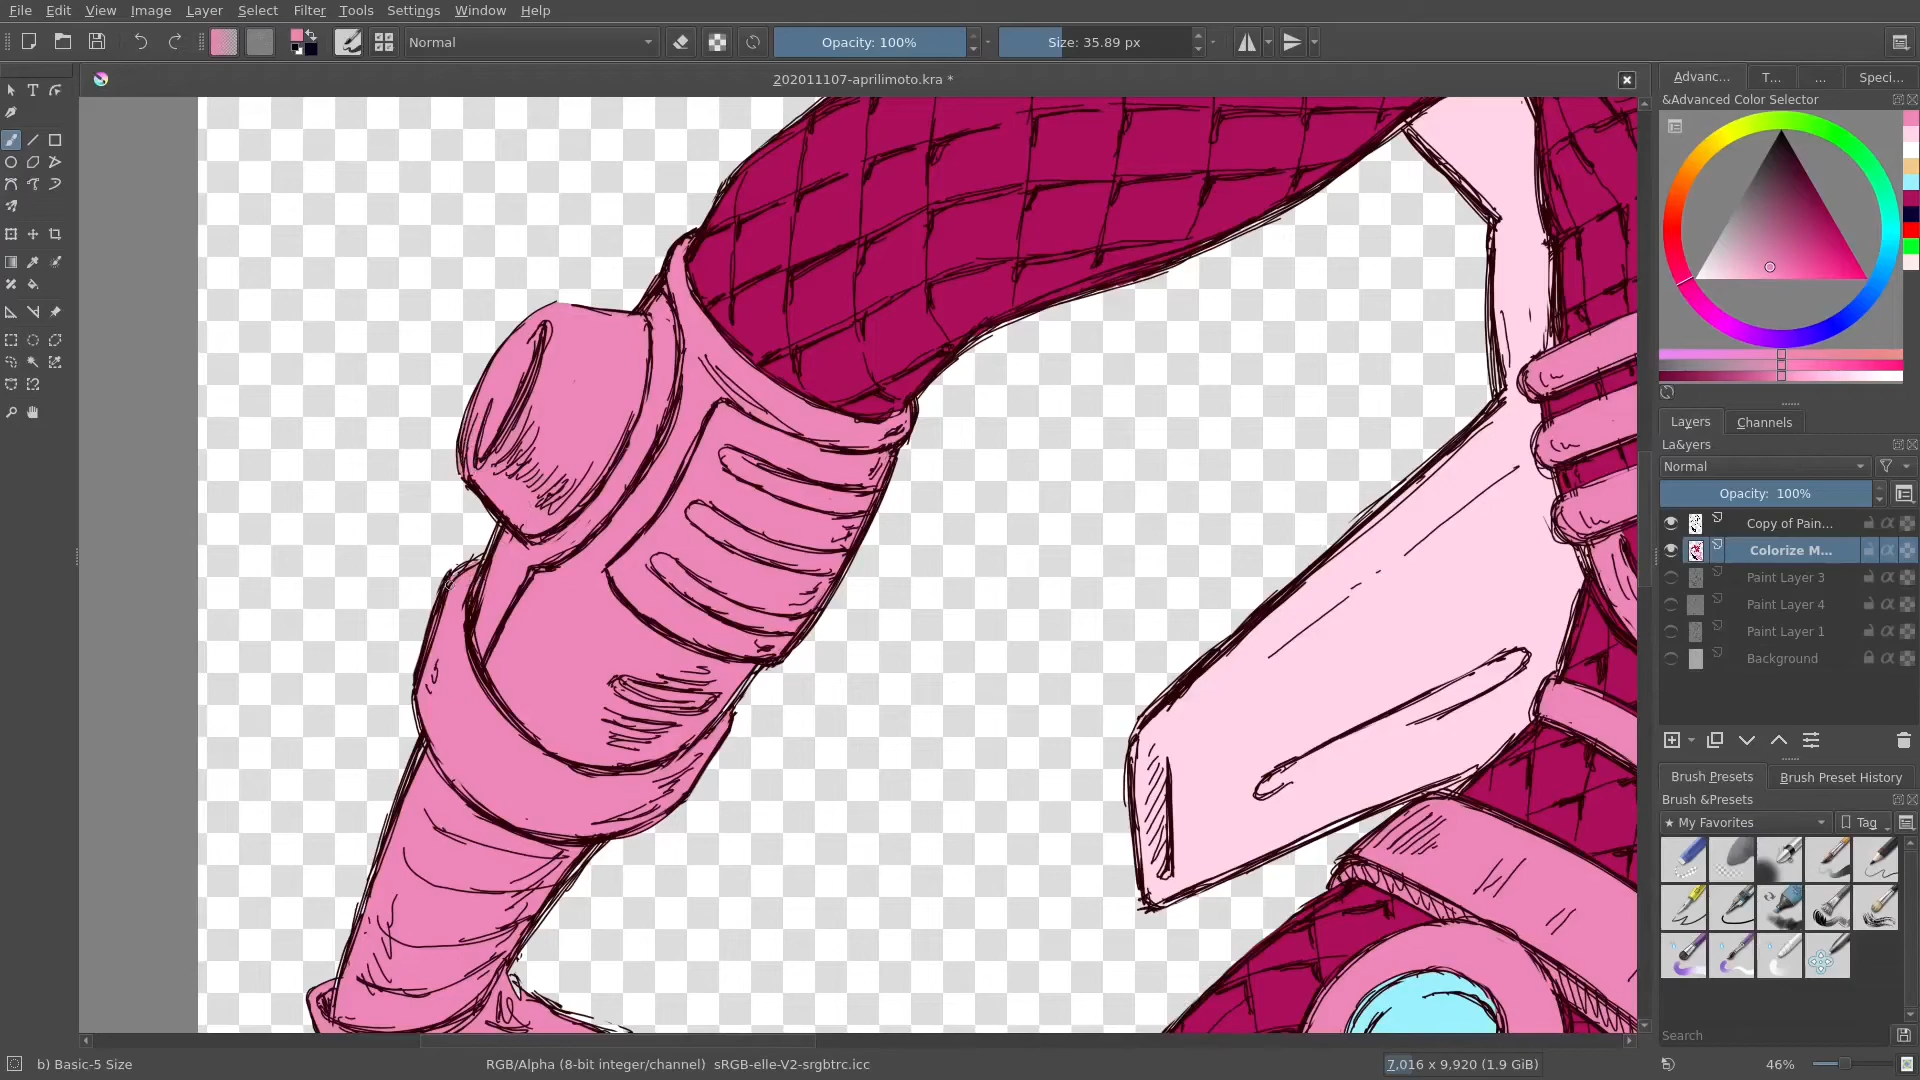 File Edit View Image Layer Select Filter Tools Settings Window Help
Normal Opacity: 100% Size: 35.89 px
202011107-aprilimoto.kra *
Advanc... T... ... Speci...
&Advanced Color Selector
Layers Channels
La&yers
Normal
Opacity: 100%
Copy of Pain...
Colorize M...
Paint Layer 3
Paint Layer 4
Paint Layer 1
Background
Brush Presets Brush Preset History
Brush &Presets
★ My Favorites Tag
Search
b) Basic-5 Size RGB/Alpha (8-bit integer/channel) sRGB-elle-V2-srgbtrc.icc 7,016 x 9,920 (1.9 GiB) 46%